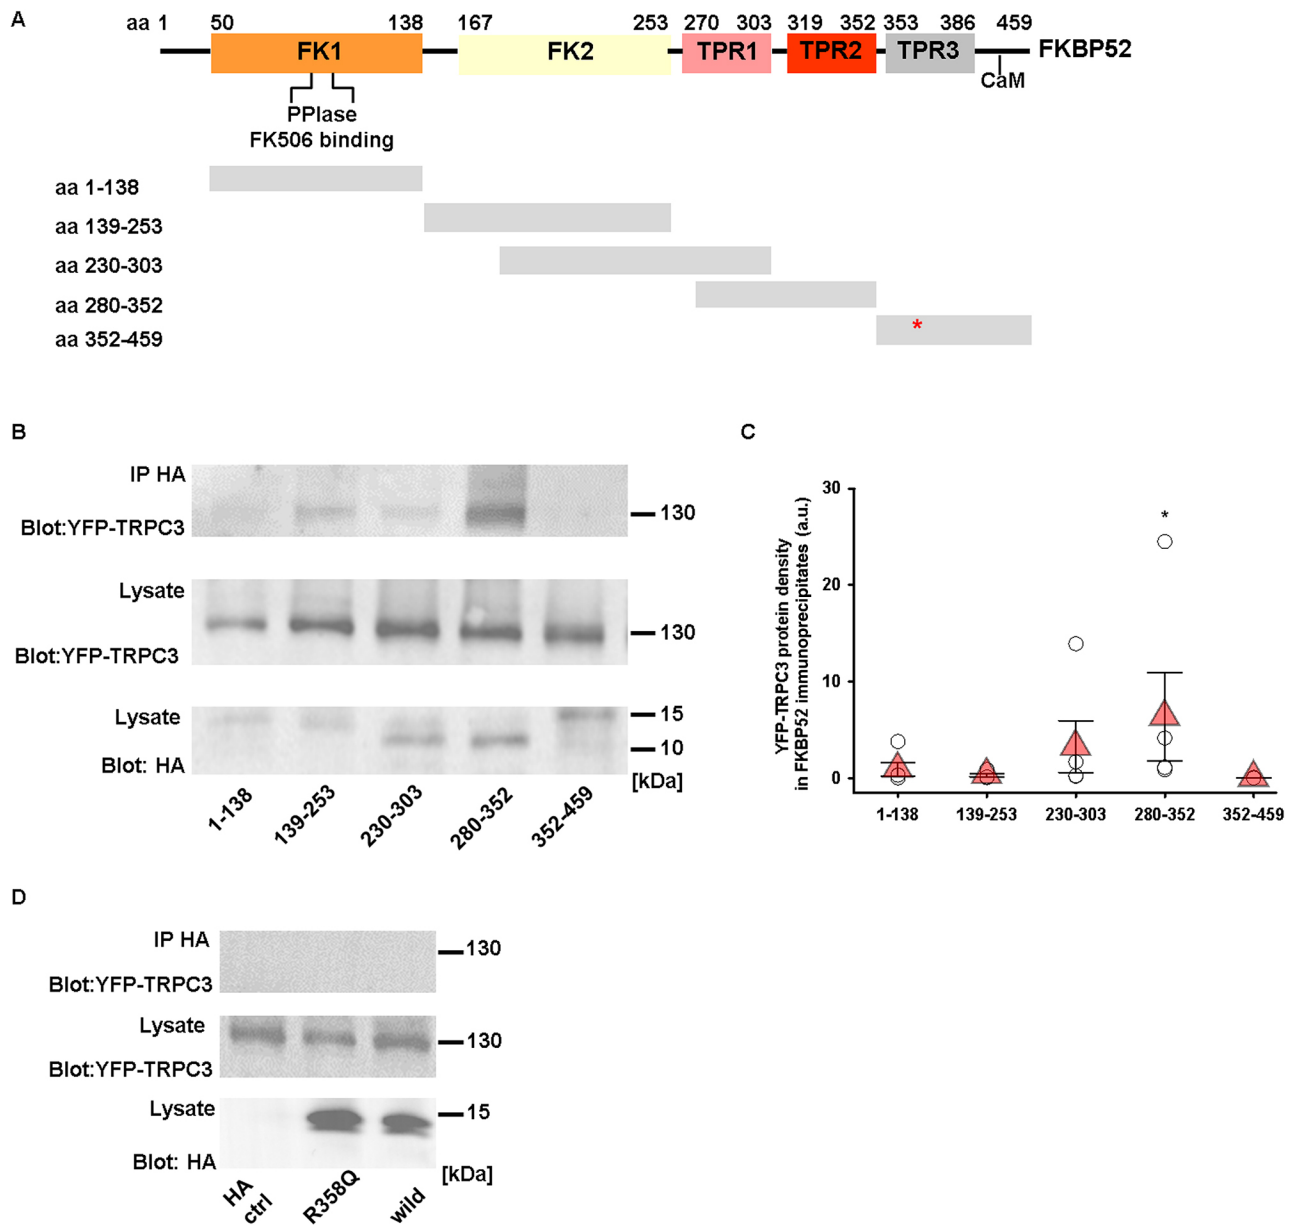 A
aa 1 50 138 167 253 270 303 319 352 353 386 459
FK1 FK2 TPR1 TPR2 TPR3 FKBP52
CaM
PPIase
FK506 binding
aa 1-138
aa 139-253
aa 230-303
aa 280-352
aa 352-459
*
B
IP HA
Blot:YFP-TRPC3
130
Lysate
Blot:YFP-TRPC3
130
Lysate
Blot: HA
15
10
[kDa]
1-138 139-253 230-303 280-352 352-459
C
YFP-TRPC3 protein density
in FKBP52 immunoprecipitates (a.u.)
30
20
10
0
*
1-138 139-253 230-303 280-352 352-459
D
IP HA
Blot:YFP-TRPC3
130
Lysate
Blot:YFP-TRPC3
130
Lysate
Blot: HA
15
[kDa]
HA
ctrl
R358Q
wild